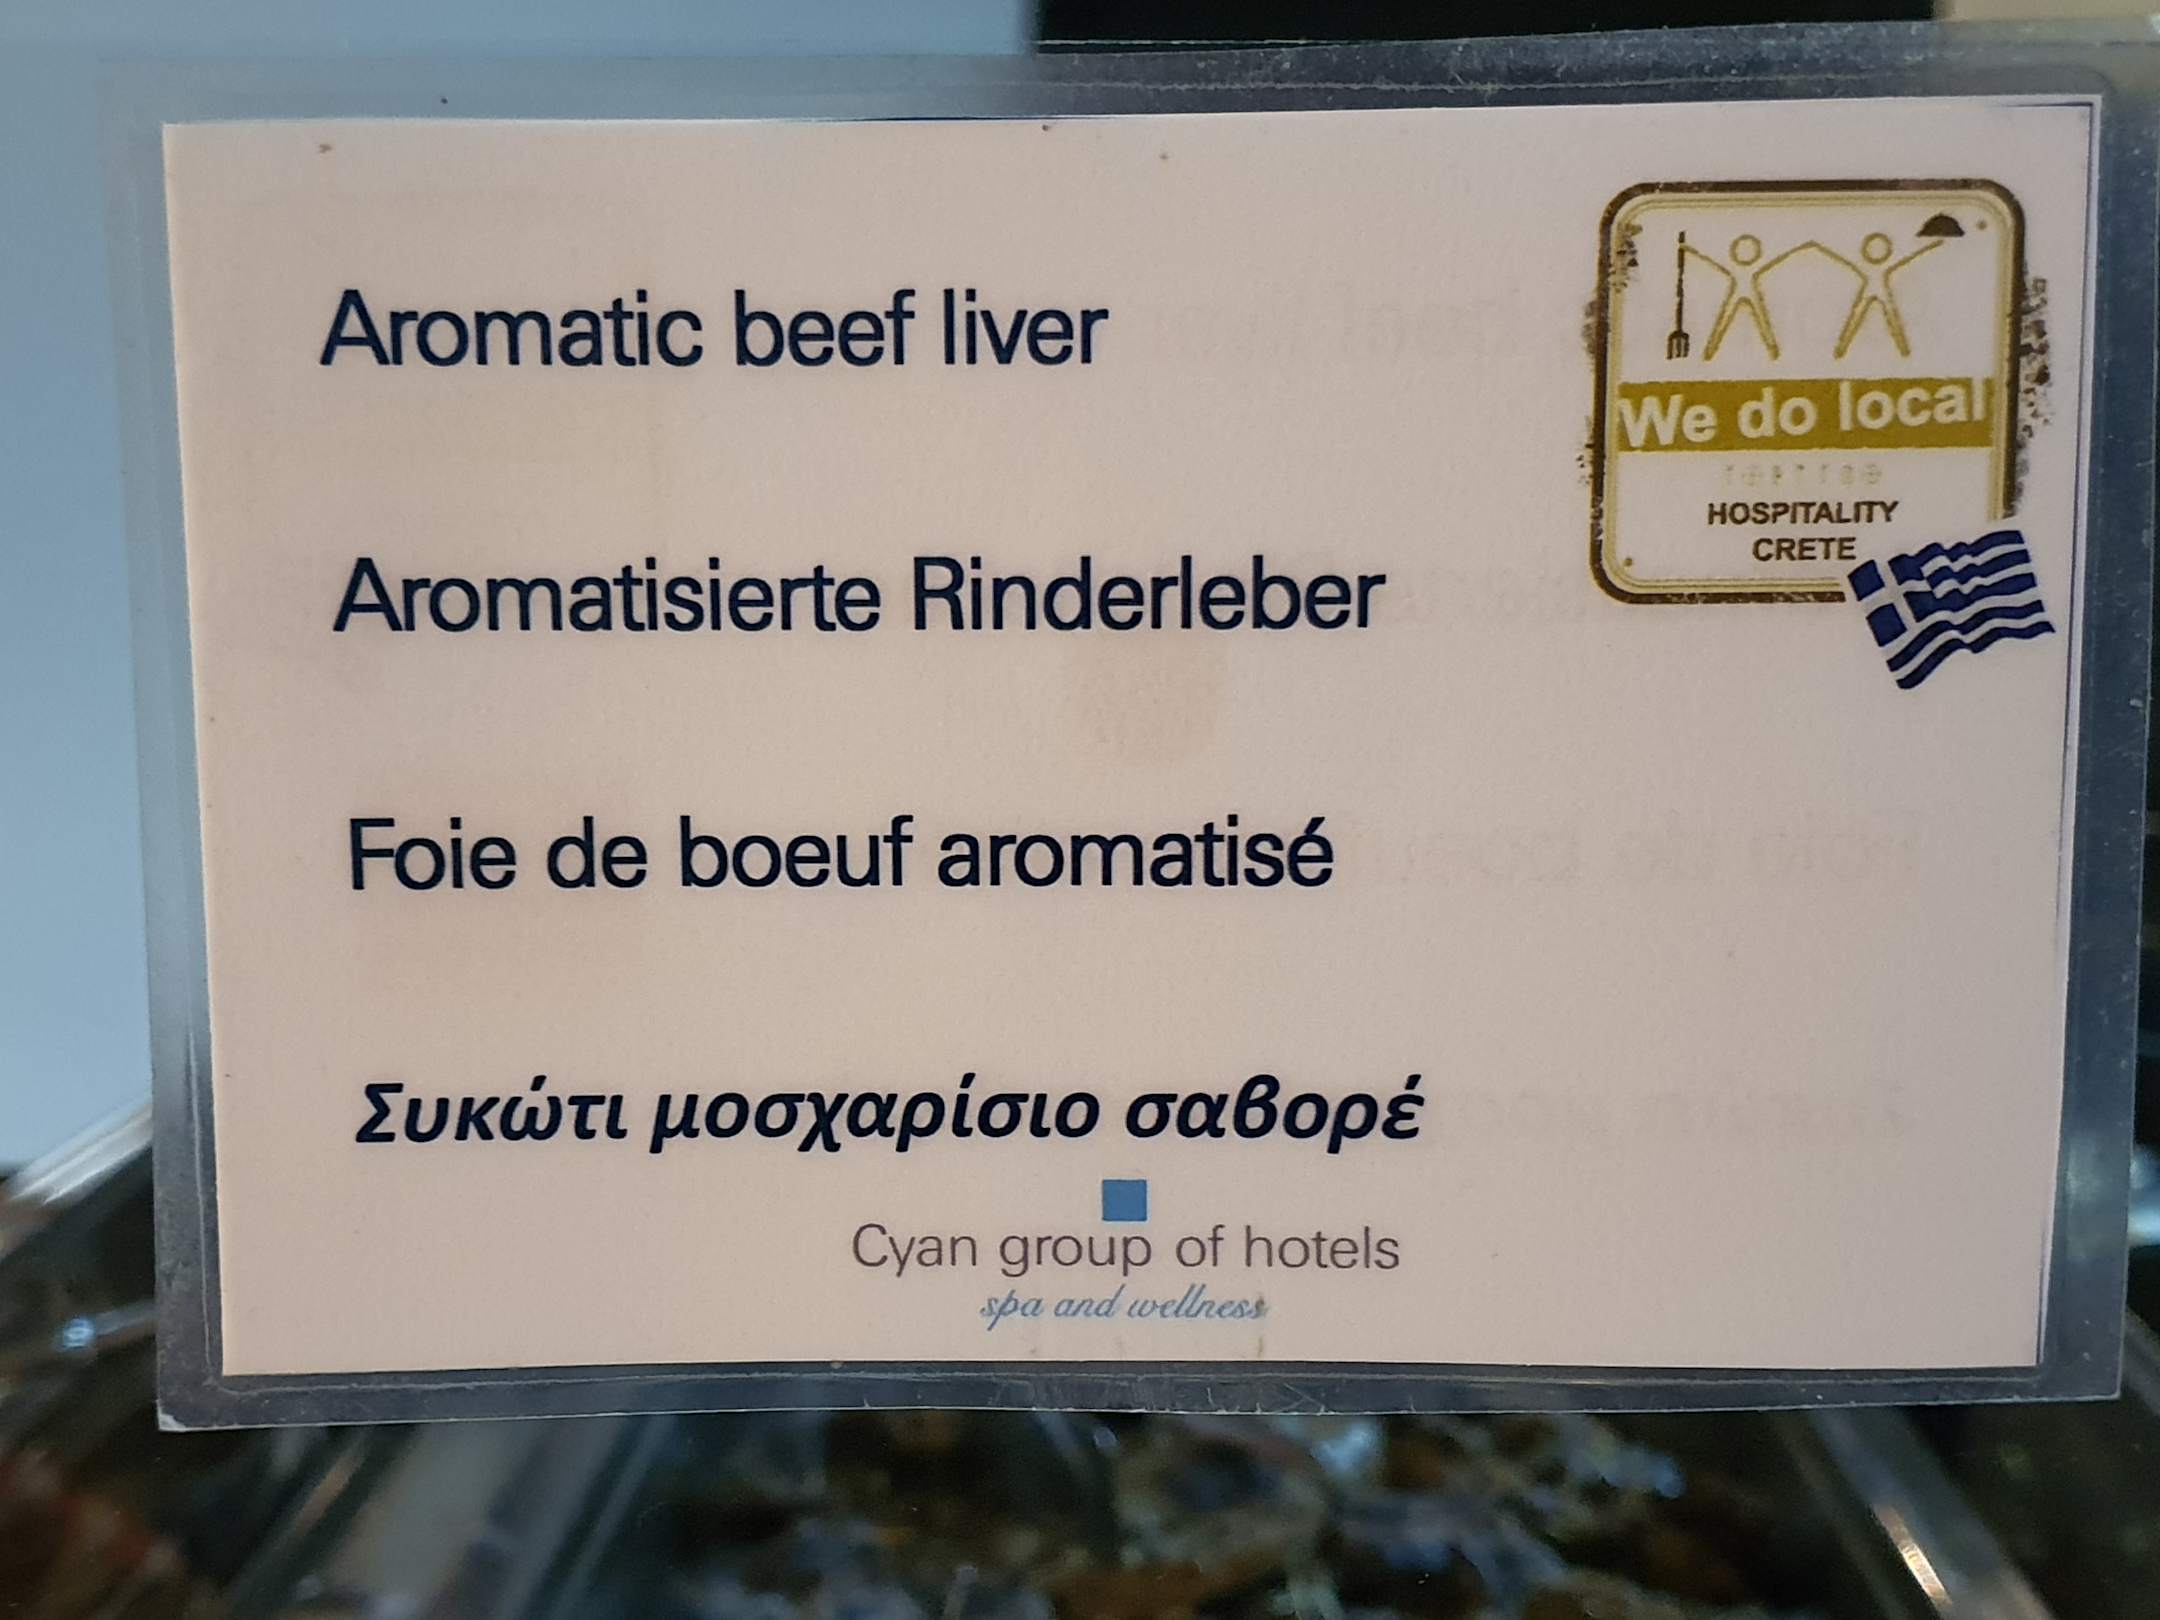 Aromatic beef liver
We do local
HOSPITALITY
CRETE
Aromatisierte Rinderleber
Foie de boeuf aromatisé
Συκώτι μοσχαρίσιο σαβορέ
Cyan group of hotels
spa and wellness